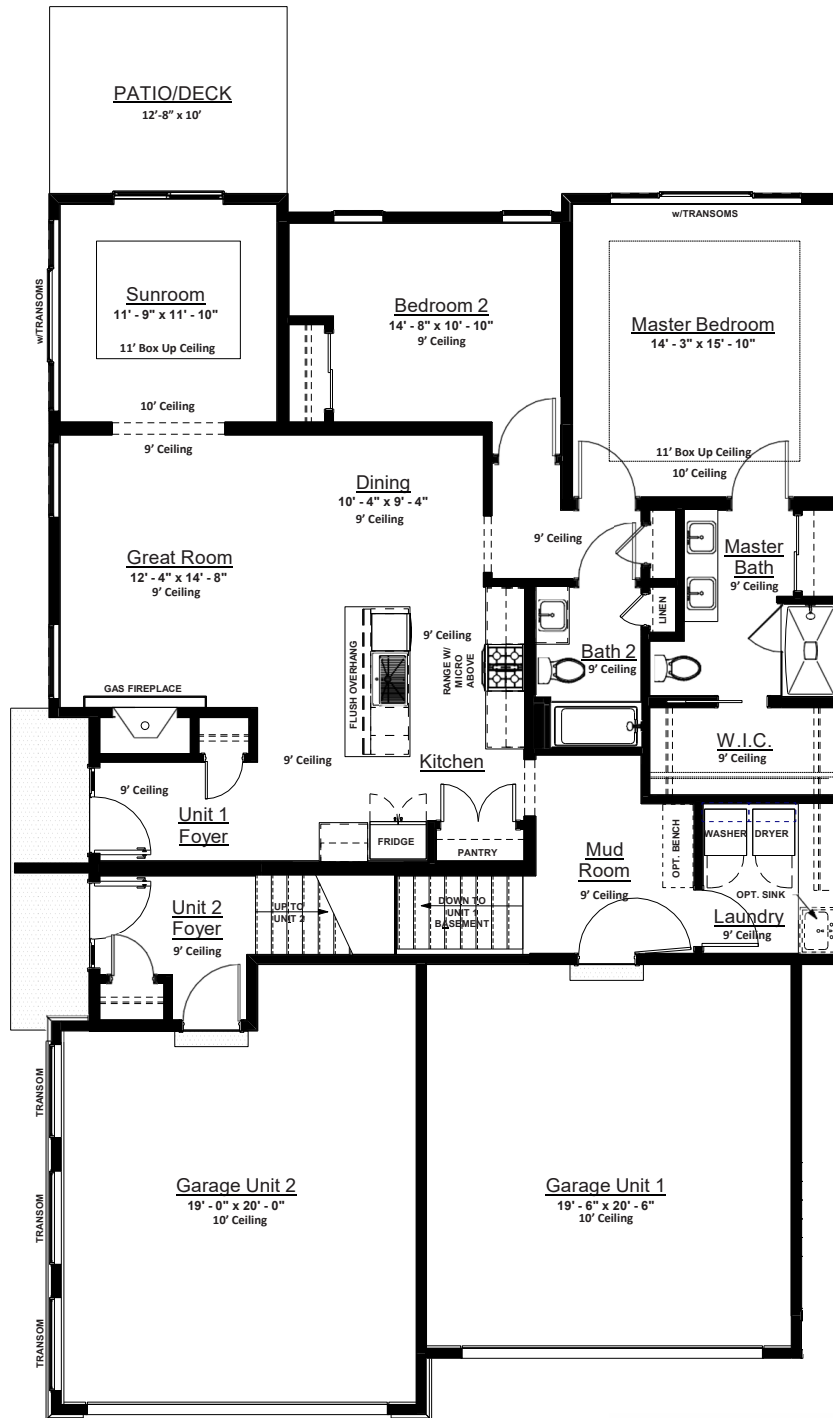 PATIO/DECK
12'-8" x 10'
w/TRANSOMS
w/TRANSOMS
Sunroom
11' - 9" x 11' - 10"
11' Box Up Ceiling
10' Ceiling
Bedroom 2
14' - 8" x 10' - 10"
9' Ceiling
Master Bedroom
14' - 3" x 15' - 10"
11' Box Up Ceiling
10' Ceiling
9' Ceiling
Dining
10' - 4" x 9' - 4"
9' Ceiling
Great Room
12' - 4" x 14' - 8"
9' Ceiling
9' Ceiling
Master
Bath
9' Ceiling
LINEN
9' Ceiling
FLUSH OVERHANG
RANGE W/
MICRO
ABOVE
Bath 2
9' Ceiling
GAS FIREPLACE
W.I.C.
9' Ceiling
9' Ceiling
Kitchen
9' Ceiling
Unit 1
Foyer
FRIDGE
PANTRY
Mud
Room
9' Ceiling
OPT. BENCH
WASHER
DRYER
OPT. SINK
Laundry
9' Ceiling
Unit 2
Foyer
9' Ceiling
UP TO
UNIT 2
DOWN TO
UNIT 1
BASEMENT
TRANSOM
TRANSOM
TRANSOM
Garage Unit 2
19' - 0" x 20' - 0"
10' Ceiling
Garage Unit 1
19' - 6" x 20' - 6"
10' Ceiling